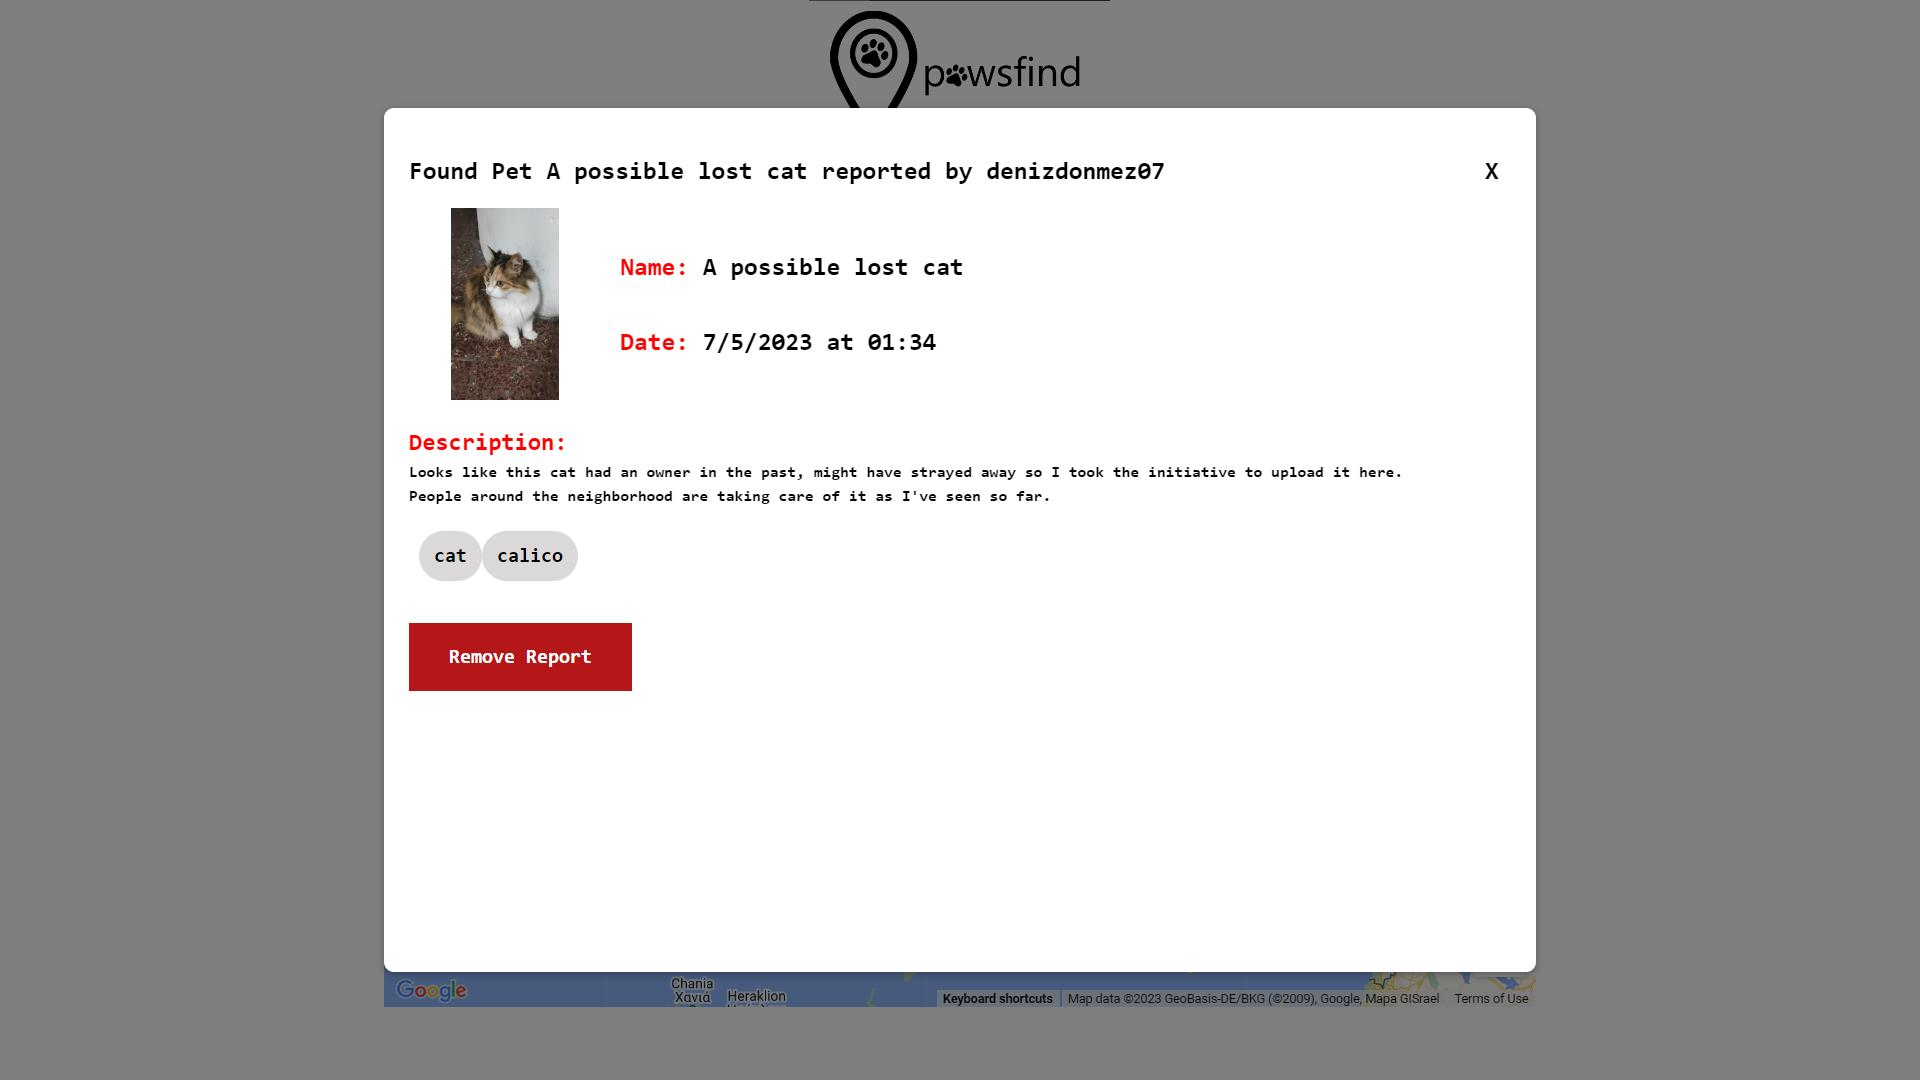 pawsfind
Found Pet A possible lost cat reported by denizdonmez07
X
Name: A possible lost cat
Date: 7/5/2023 at 01:34
Description:
Looks like this cat had an owner in the past, might have strayed away so I took the initiative to upload it here.
People around the neighborhood are taking care of it as I've seen so far.
cat calico
Remove Report
Chania
Χανιά
Heraklion
Google
Keyboard shortcuts
Map data ©2023 GeoBasis-DE/BKG (©2009), Google, Mapa GISrael
Terms of Use